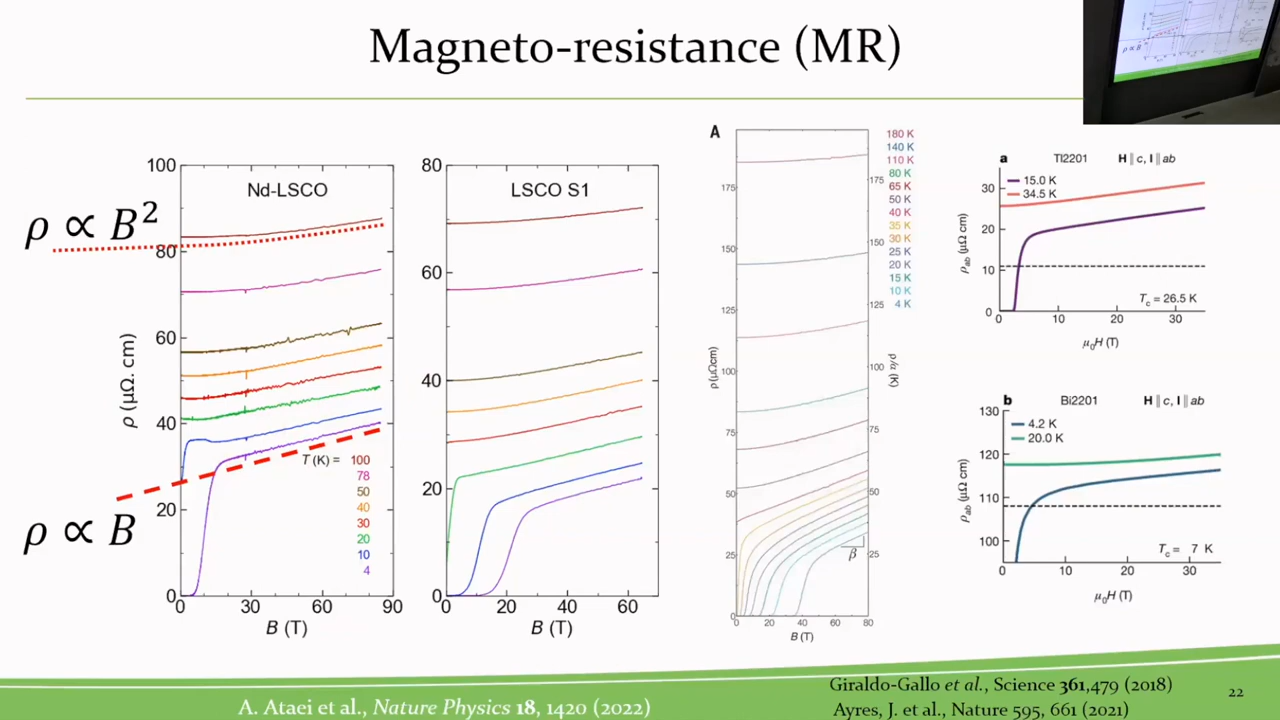 Magneto-resistance (MR)
ρ ∝ B²
ρ ∝ B
100
80
60
40
20
0
ρ (μΩ. cm)
Nd-LSCO
T (K) = 100
78
50
40
30
20
10
4
0 30 60 90
B (T)
80
60
40
20
0
LSCO S1
0 20 40 60
B (T)
A
180 K
140 K
110 K
80 K
65 K
50 K
40 K
35 K
30 K
25 K
20 K
15 K
10 K
4 K
175
150
125
100
75
50
25
0
ρ (μΩcm)
175
150
125
100
75
50
25
ρ/α (K)
β
0 20 40 60 80
B (T)
a Tl2201 H || c, I || ab
15.0 K
34.5 K
30
20
10
0
ρab (μΩ cm)
Tc = 26.5 K
0 10 20 30
μ0H (T)
b Bi2201 H || c, I || ab
4.2 K
20.0 K
130
120
110
100
ρab (μΩ cm)
Tc = 7 K
0 10 20 30
μ0H (T)
A. Ataei et al., Nature Physics 18, 1420 (2022)
Giraldo-Gallo et al., Science 361,479 (2018)
Ayres, J. et al., Nature 595, 661 (2021)
22